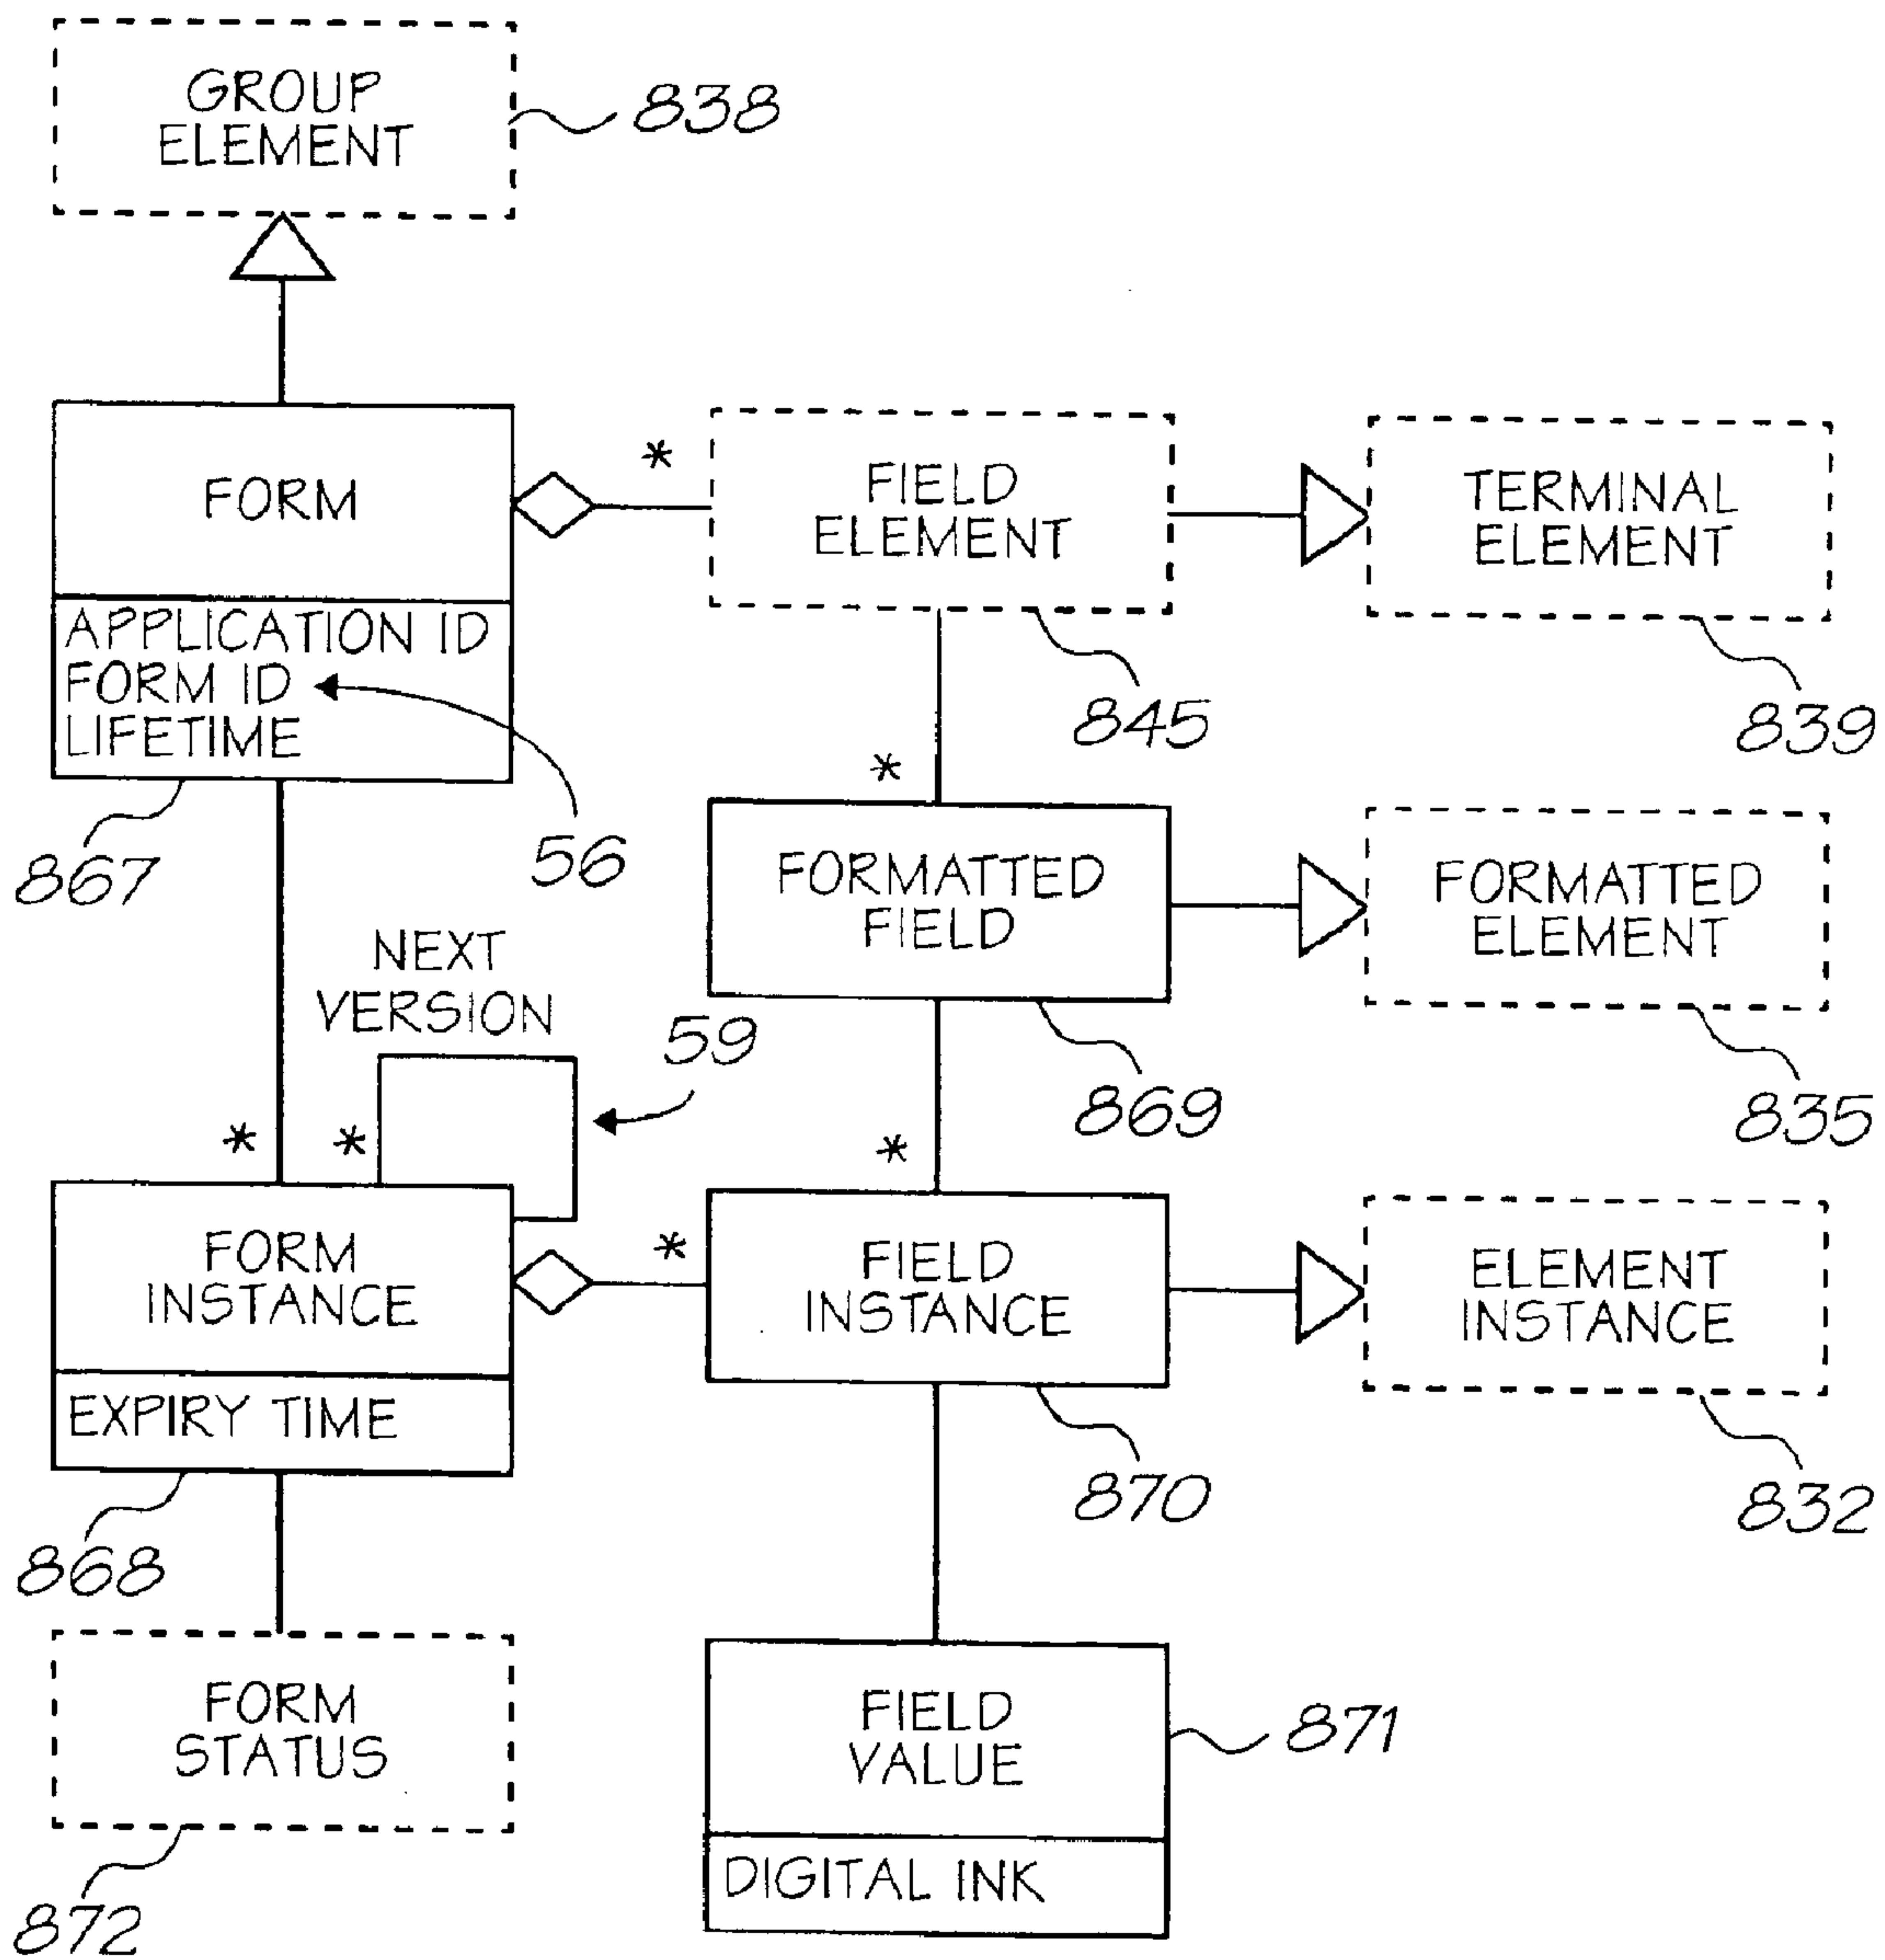 GROUP
ELEMENT
838
FORM
*
FIELD
ELEMENT
TERMINAL
ELEMENT
APPLICATION ID
FORM ID
LIFETIME
845
839
867
56
*
FORMATTED
FIELD
FORMATTED
ELEMENT
NEXT
VERSION
59
869
835
*
*
*
FORM
INSTANCE
*
FIELD
INSTANCE
ELEMENT
INSTANCE
EXPIRY TIME
870
832
868
FORM
STATUS
FIELD
VALUE
871
DIGITAL INK
872